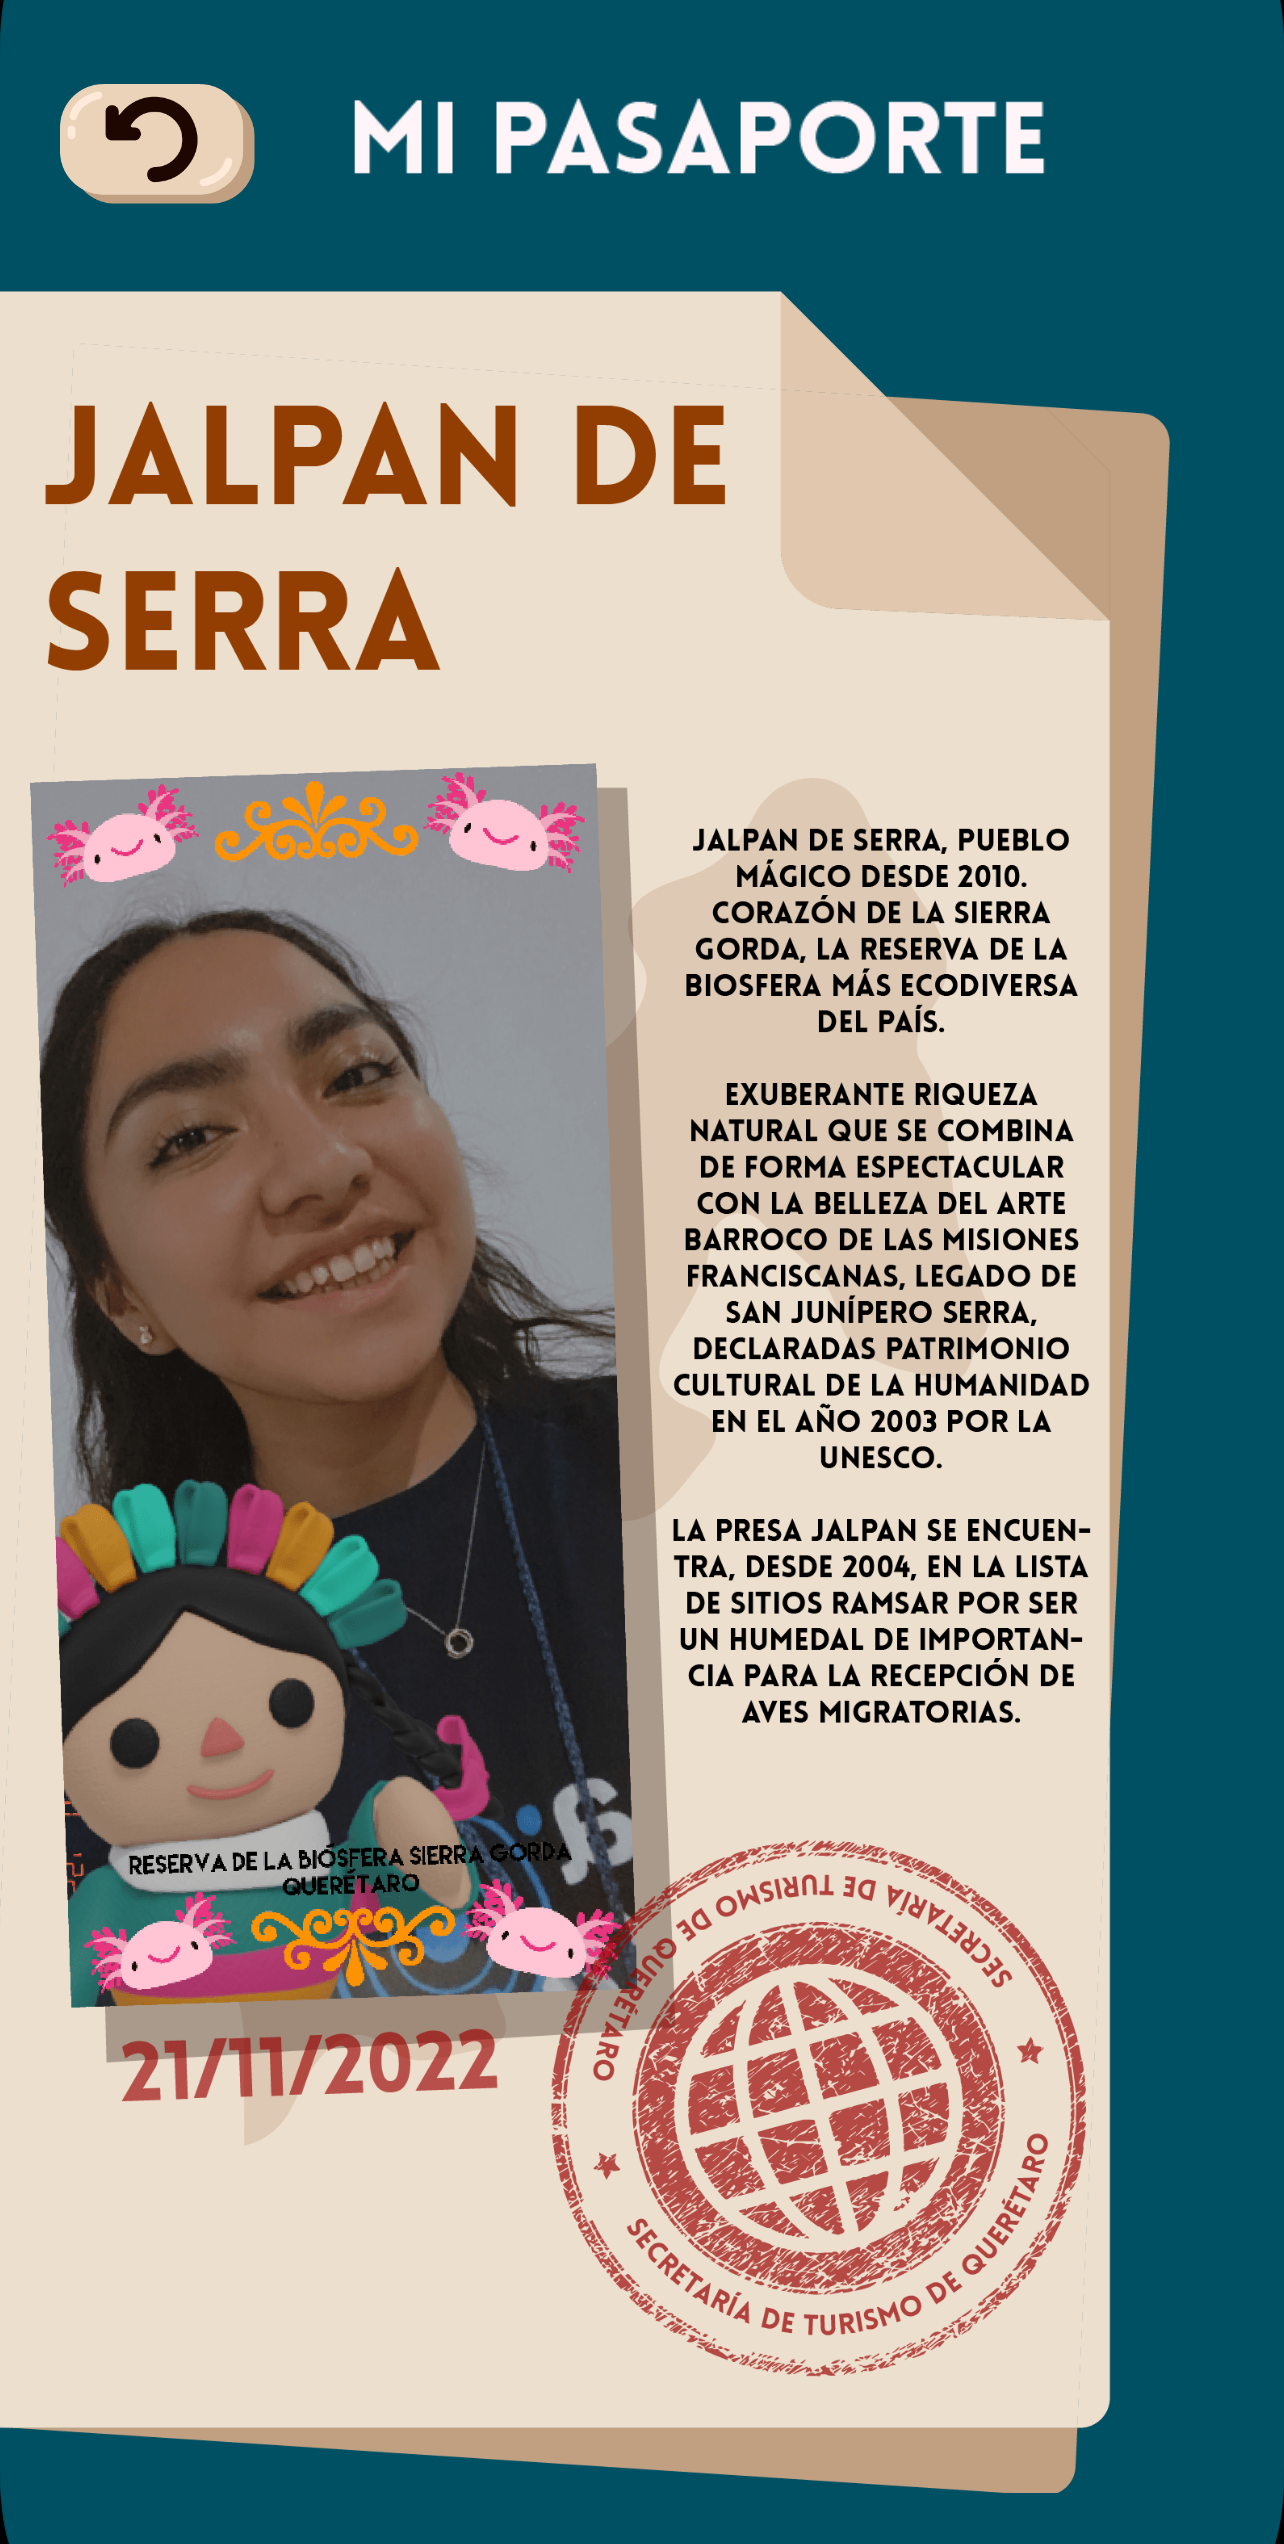 MI PASAPORTE
JALPAN DE
SERRA
JALPAN DE SERRA, PUEBLO
MÁGICO DESDE 2010.
CORAZÓN DE LA SIERRA
GORDA, LA RESERVA DE LA
BIOSFERA MÁS ECODIVERSA
DEL PAÍS.
EXUBERANTE RIQUEZA
NATURAL QUE SE COMBINA
DE FORMA ESPECTACULAR
CON LA BELLEZA DEL ARTE
BARROCO DE LAS MISIONES
FRANCISCANAS, LEGADO DE
SAN JUNÍPERO SERRA,
DECLARADAS PATRIMONIO
CULTURAL DE LA HUMANIDAD
EN EL AÑO 2003 POR LA
UNESCO.
LA PRESA JALPAN SE ENCUEN-
TRA, DESDE 2004, EN LA LISTA
DE SITIOS RAMSAR POR SER
UN HUMEDAL DE IMPORTAN-
CIA PARA LA RECEPCIÓN DE
AVES MIGRATORIAS.
RESERVA DE LA BIÓSFERA SIERRA GORDA
QUERÉTARO
21/11/2022
SECRETARÍA DE TURISMO DE QUERÉTARO
SECRETARÍA DE TURISMO DE QUERÉTARO